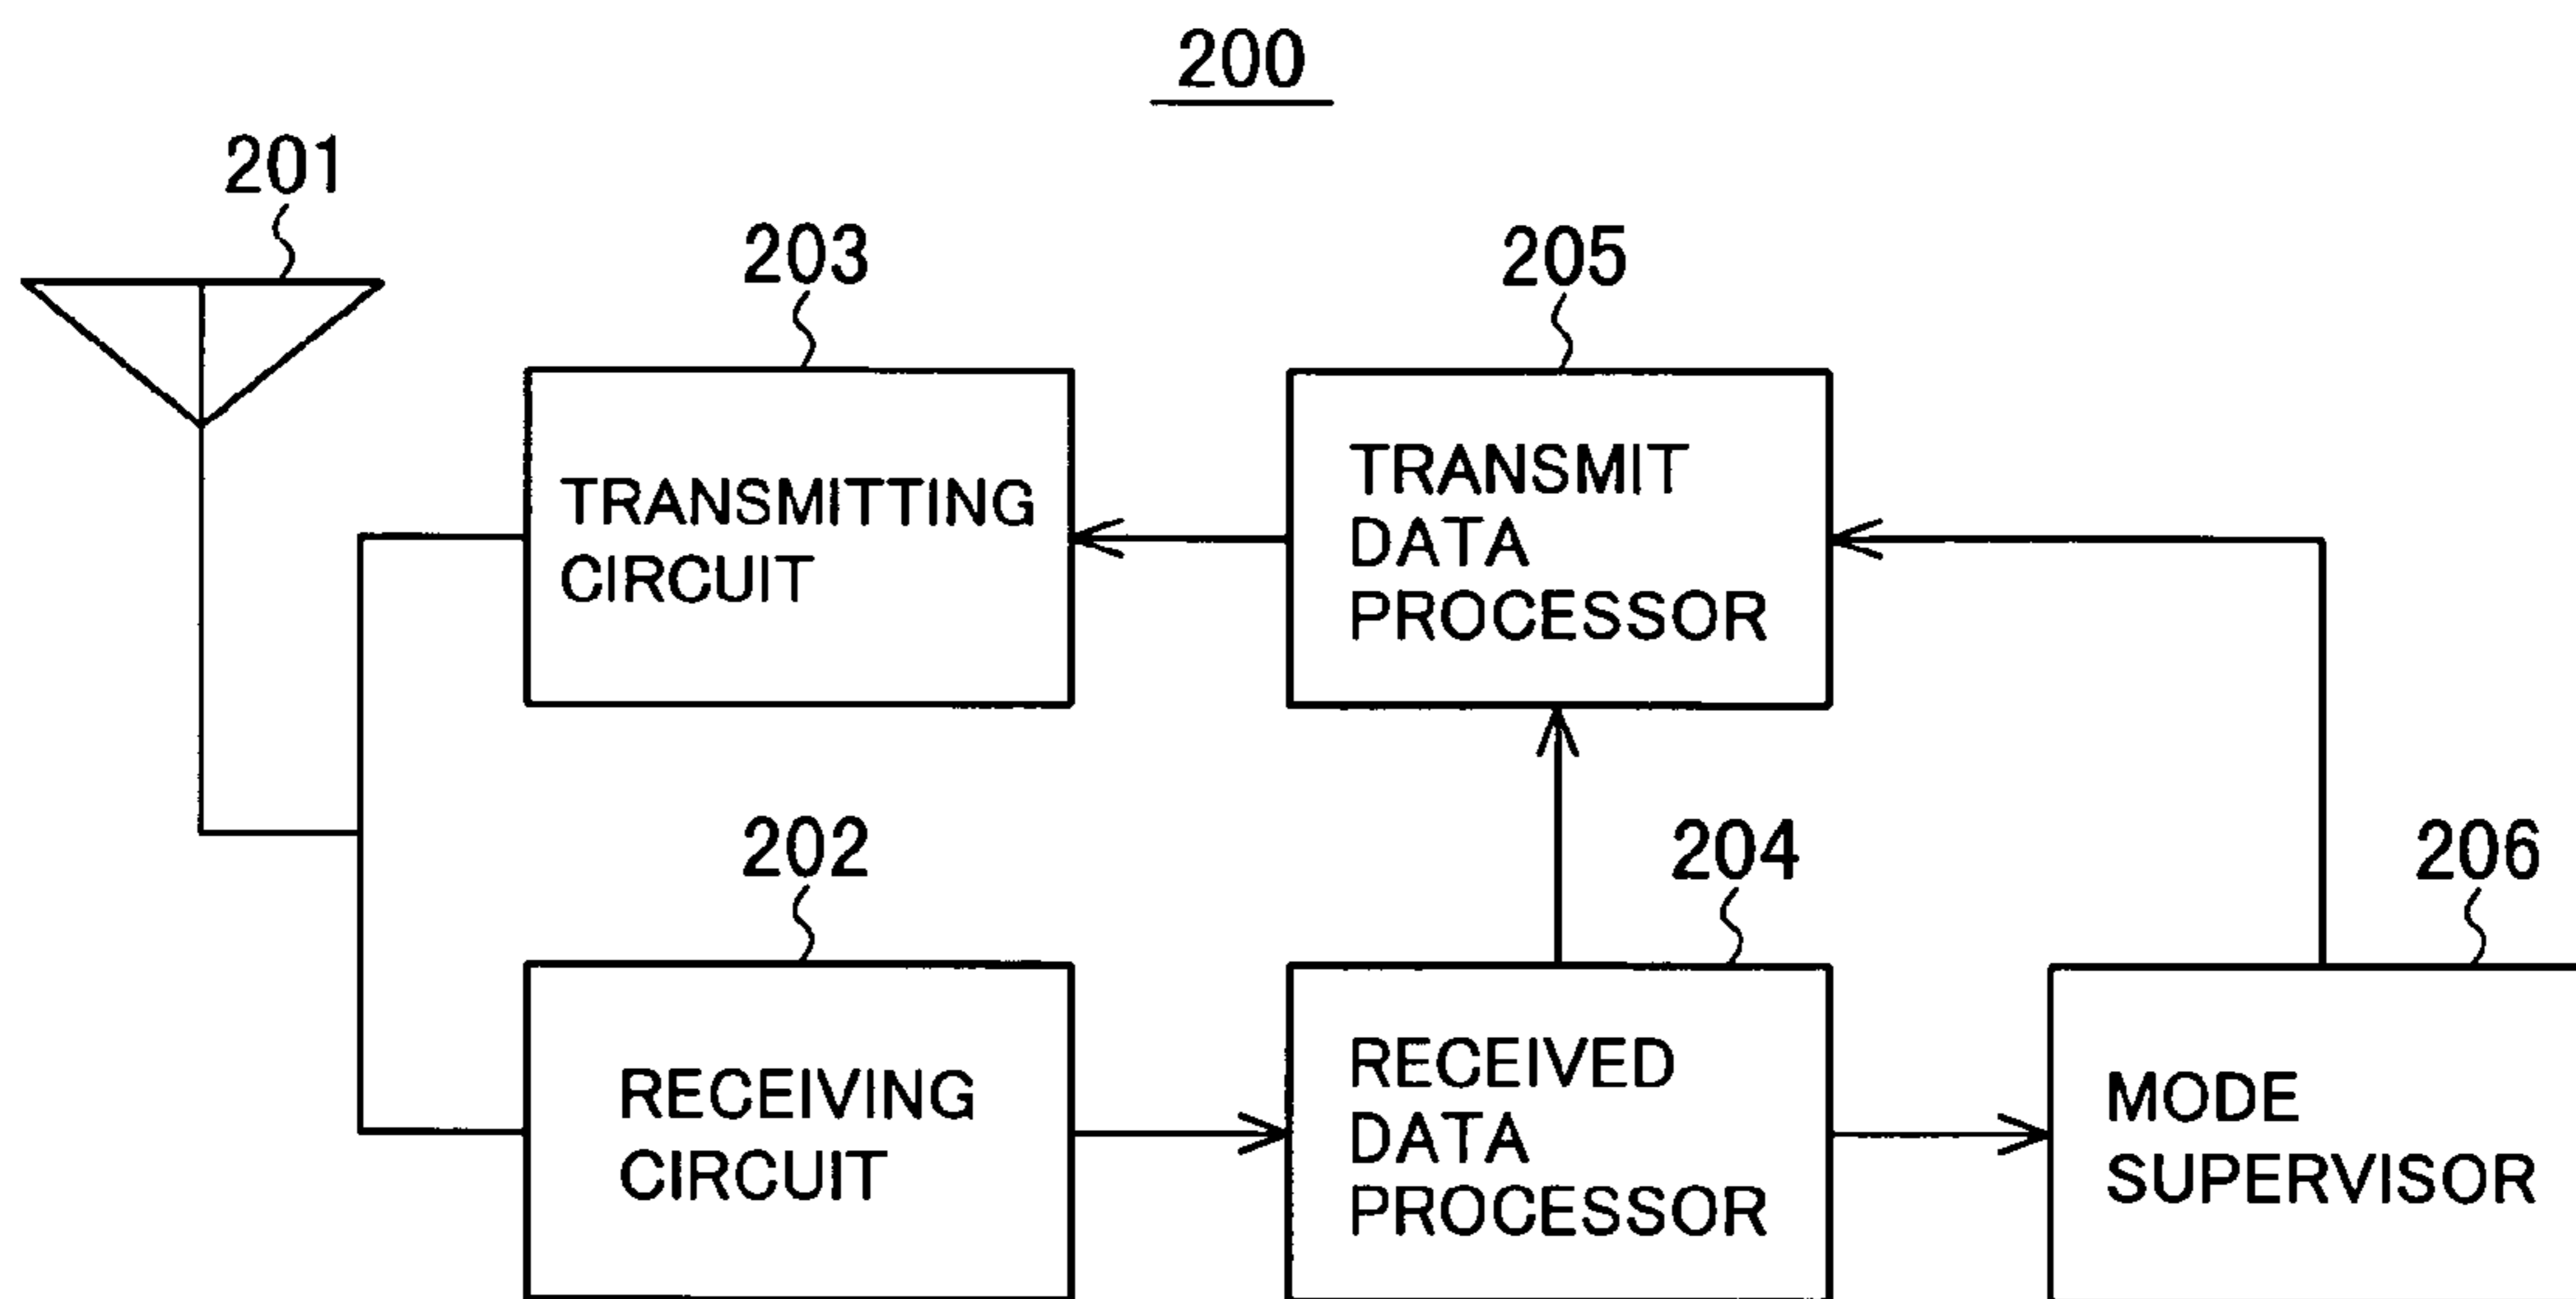 200
201
203
205
TRANSMITTING
CIRCUIT
TRANSMIT
DATA
PROCESSOR
202
204
206
RECEIVING
CIRCUIT
RECEIVED
DATA
PROCESSOR
MODE
SUPERVISOR